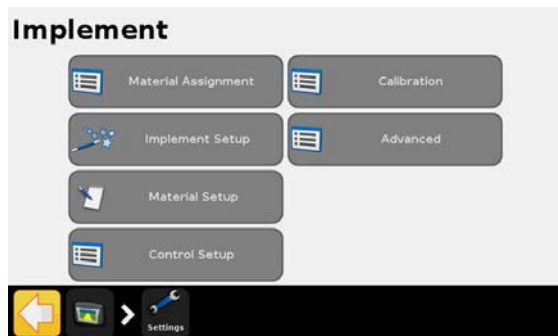 Implement
Material Assignment
Calibration
Implement Setup
Advanced
Material Setup
Control Setup
Settings